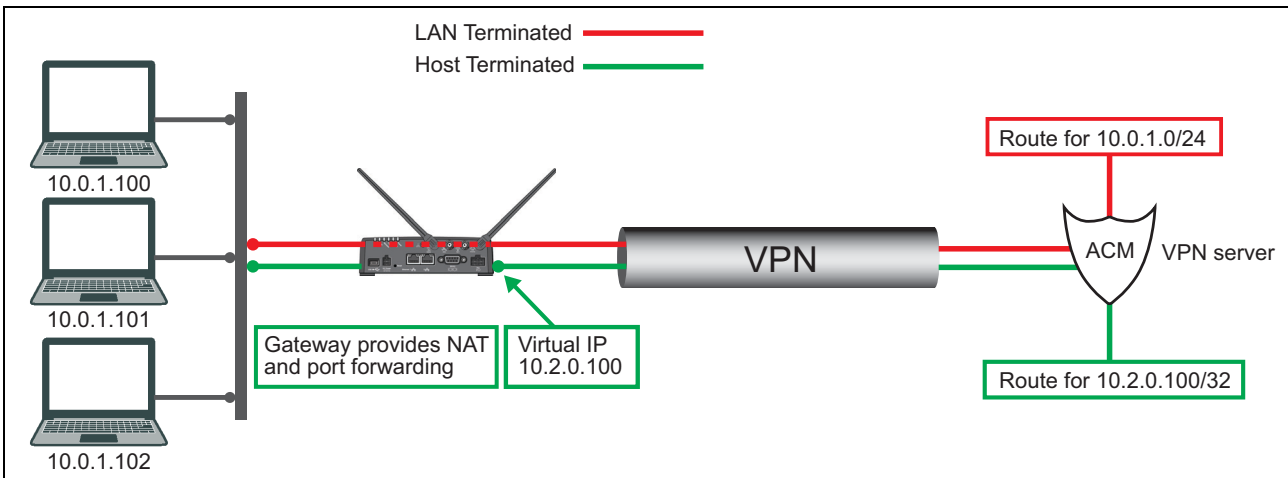 LAN Terminated
Host Terminated
10.0.1.100
10.0.1.101
10.0.1.102
Gateway provides NAT
and port forwarding
Virtual IP
10.2.0.100
VPN
Route for 10.0.1.0/24
ACM
VPN server
Route for 10.2.0.100/32